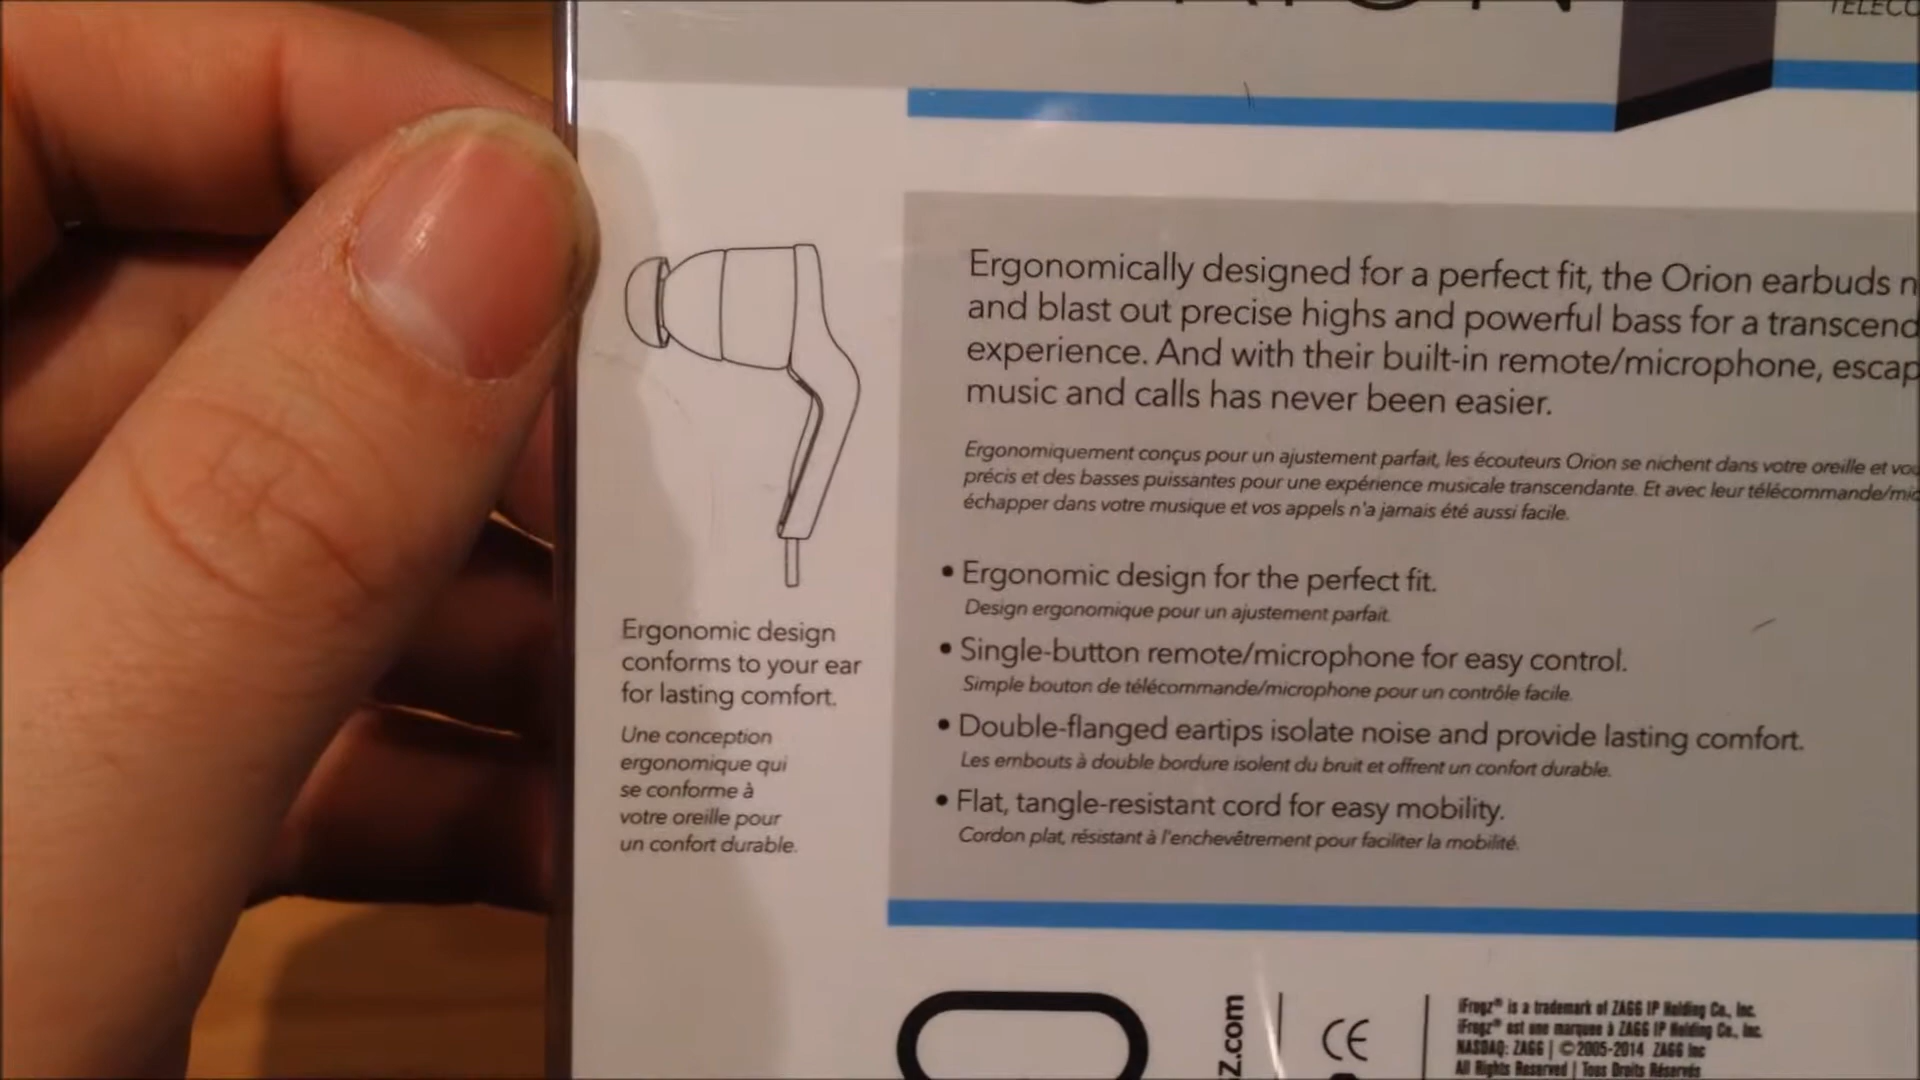 Ergonomically designed for a perfect fit, the Orion earbuds
and blast out precise highs and powerful bass for a
experience. And with their built-in remote/microphone,
music and calls has never been easier.
Ergonomiquement conçus pour un ajustement parfait, les écouteurs Orion se nichent dans votre oreille et
précis et des basses puissantes pour une expérience musicale transcendante. Et avec leur
échapper dans votre musique et vos appels n'a jamais été aussi facile.
• Ergonomic design for the perfect fit.
Design ergonomique pour un ajustement parfait.
• Single-button remote/microphone for easy control.
Simple bouton de télécommande/microphone pour un contrôle facile.
• Double-flanged eartips isolate noise and provide lasting comfort.
Les embouts à double bordure isolent du bruit et offrent un confort durable.
• Flat, tangle-resistant cord for easy mobility.
Cordon plat, résistant à l'enchevêtrement pour faciliter la mobilité.
Ergonomic design
conforms to your ear
for lasting comfort.
Une conception
ergonomique qui
se conforme à
votre oreille pour
un confort durable.
z.com
CE
iFrogz® is a trademark of ZAGG IP Holding Co., Inc.
iFrogz® est une marque à ZAGG IP Holding Co., Inc.
NASDAQ: ZAGG | ©2005-2014 ZAGG Inc
All Rights Reserved | Tous Droits Réservés